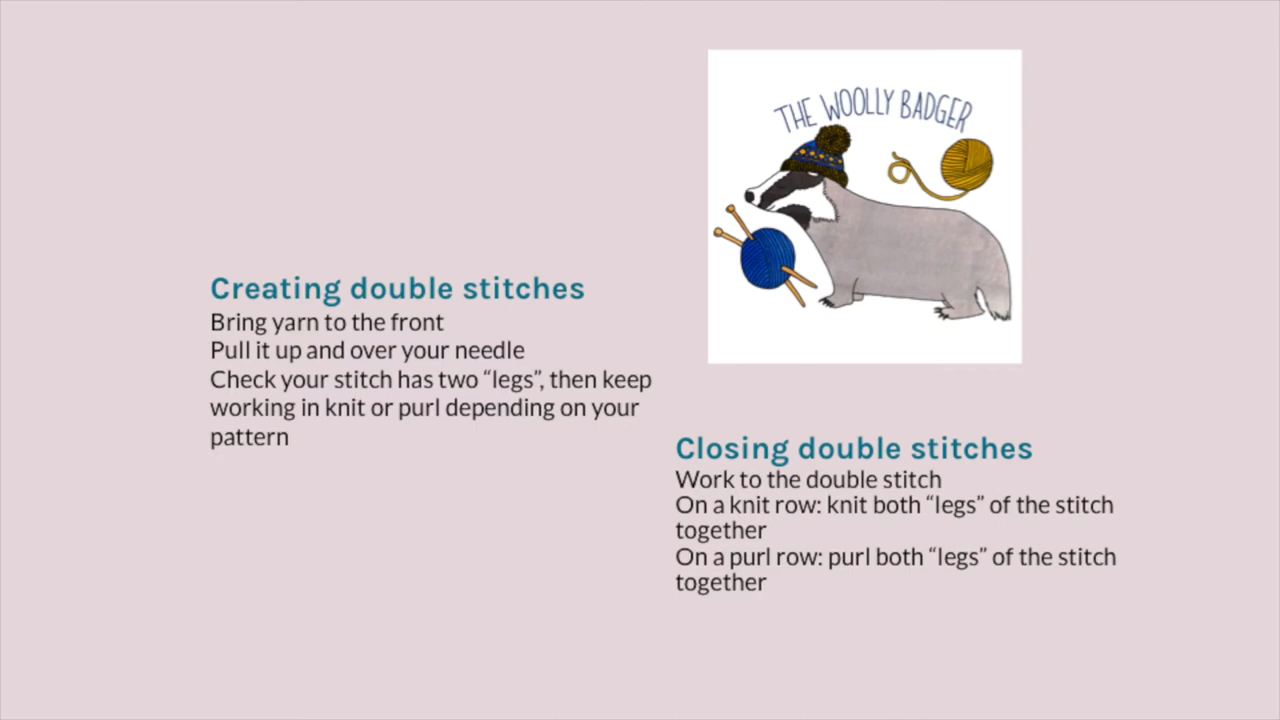 THE WOOLLY BADGER
Creating double stitches
Bring yarn to the front
Pull it up and over your needle
Check your stitch has two “legs”, then keep
working in knit or purl depending on your
pattern
Closing double stitches
Work to the double stitch
On a knit row: knit both “legs” of the stitch
together
On a purl row: purl both “legs” of the stitch
together